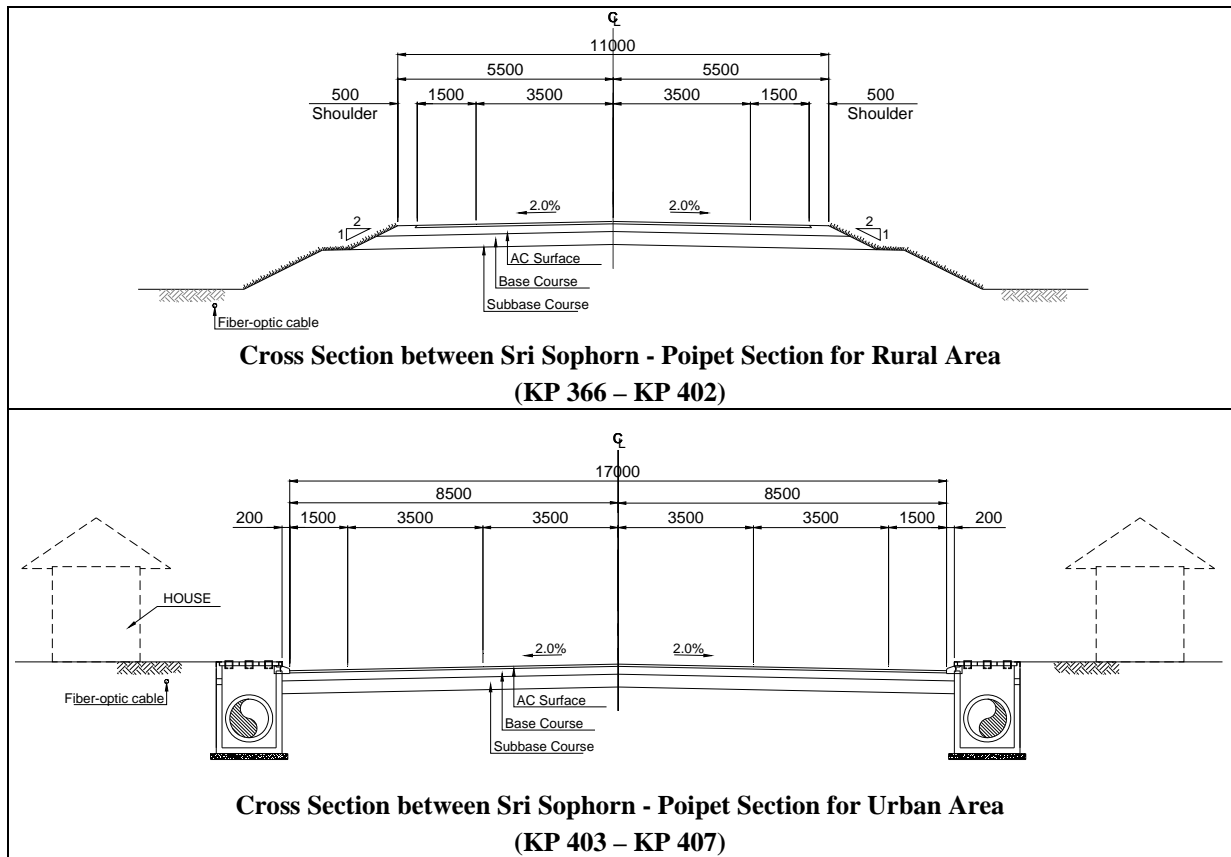 ℄
11000
5500 5500
500 1500 3500 3500 1500 500
Shoulder Shoulder
2.0% 2.0%
2 2
1 1
AC Surface
Base Course
Subbase Course
Fiber-optic cable
Cross Section between Sri Sophorn - Poipet Section for Rural Area
(KP 366 – KP 402)
℄
17000
8500 8500
200 1500 3500 3500 3500 3500 1500 200
HOUSE
2.0% 2.0%
Fiber-optic cable
AC Surface
Base Course
Subbase Course
Cross Section between Sri Sophorn - Poipet Section for Urban Area
(KP 403 – KP 407)